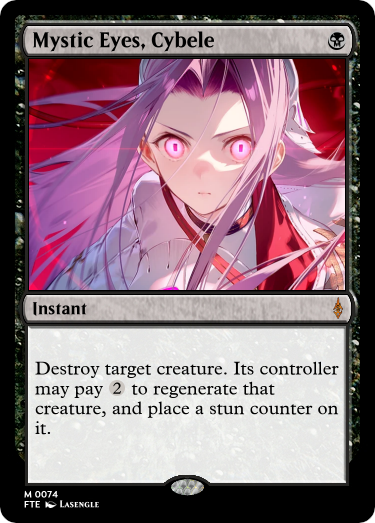 Mystic Eyes, Cybele
Instant
Destroy target creature. Its controller
may pay 2 to regenerate that
creature, and place a stun counter on
it.
M 0074
FTE Lasengle